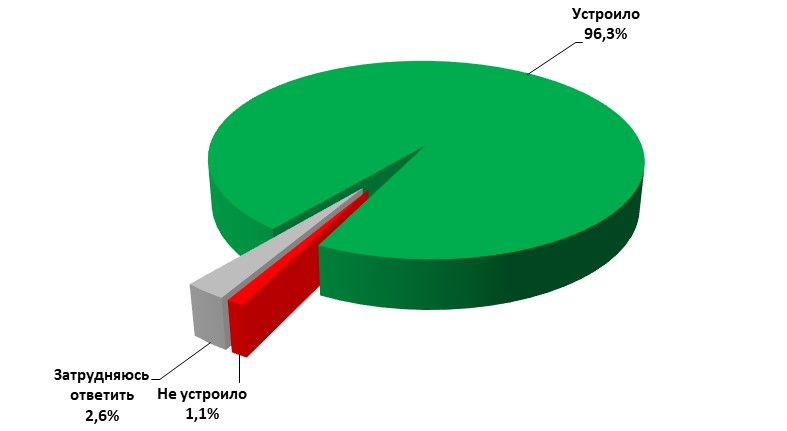 Устроило
96,3%
Затрудняюсь
ответить
2,6%
Не устроило
1,1%